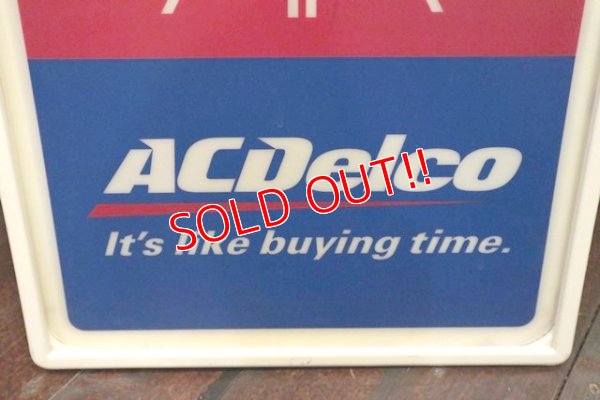 ACDelco
SOLD OUT!!
It's like buying time.